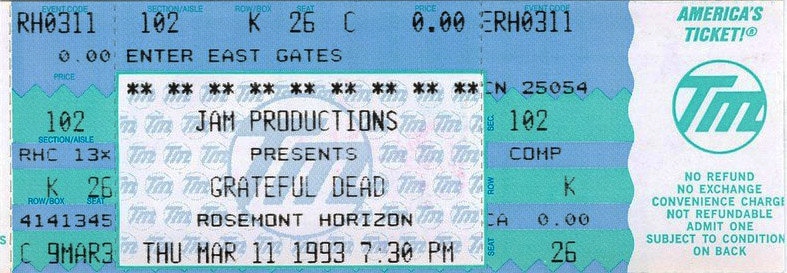 EVENT CODE SECTION/AISLE ROW/BOX SEAT PRICE EVENT CODE
RH0311 102 K 26 C 0.00 ERH0311
0.00 ENTER EAST GATES
PRICE
** ** ** ** ** ** ** ** **
CN 25054
102
SECTION/AISLE
RHC 13×
K 26
ROW/BOX SEAT
4141345
C 9MAR3
JAM PRODUCTIONS
PRESENTS
GRATEFUL DEAD
ROSEMONT HORIZON
THU MAR 11 1993 7:30 PM
SEC.
102
COMP
ROW/BOX
K
CA 0.00
SEAT
26
AMERICA'S
TICKET!®
TM
NO REFUND
NO EXCHANGE
CONVENIENCE CHARGE
NOT REFUNDABLE
ADMIT ONE
SUBJECT TO CONDITION
ON BACK